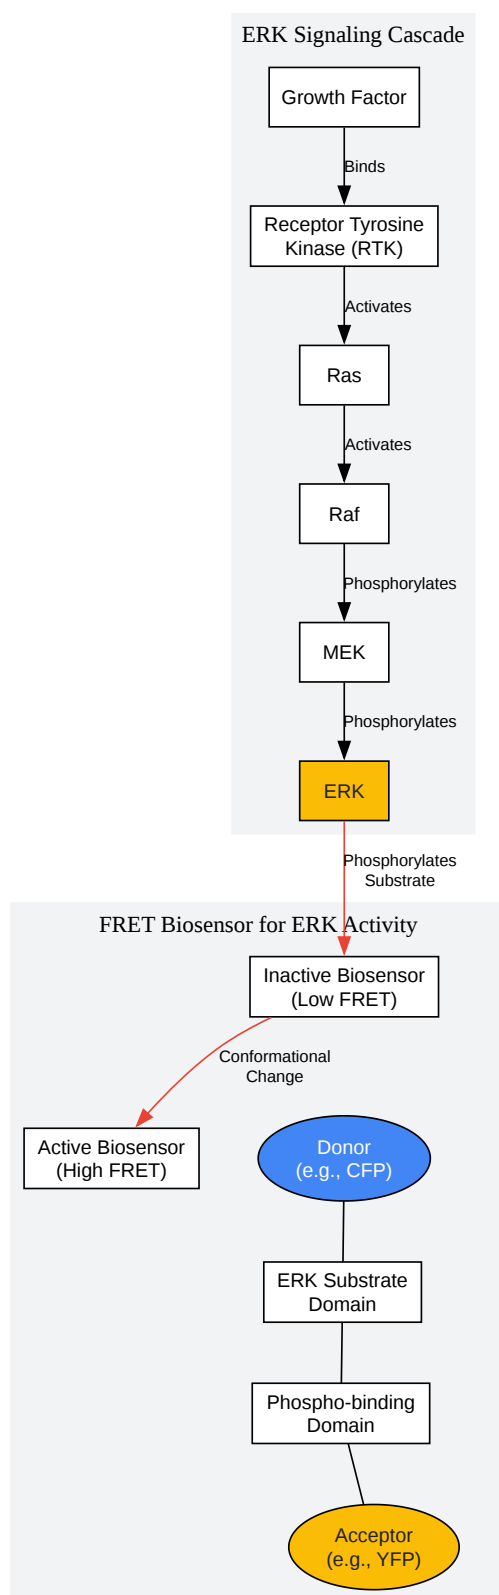 ERK Signaling Cascade
Growth Factor
Binds
Receptor Tyrosine
Kinase (RTK)
Activates
Ras
Activates
Raf
Phosphorylates
MEK
Phosphorylates
ERK
Phosphorylates
Substrate
FRET Biosensor for ERK Activity
Inactive Biosensor
(Low FRET)
Conformational
Change
Active Biosensor
(High FRET)
Donor
(e.g., CFP)
ERK Substrate
Domain
Phospho-binding
Domain
Acceptor
(e.g., YFP)